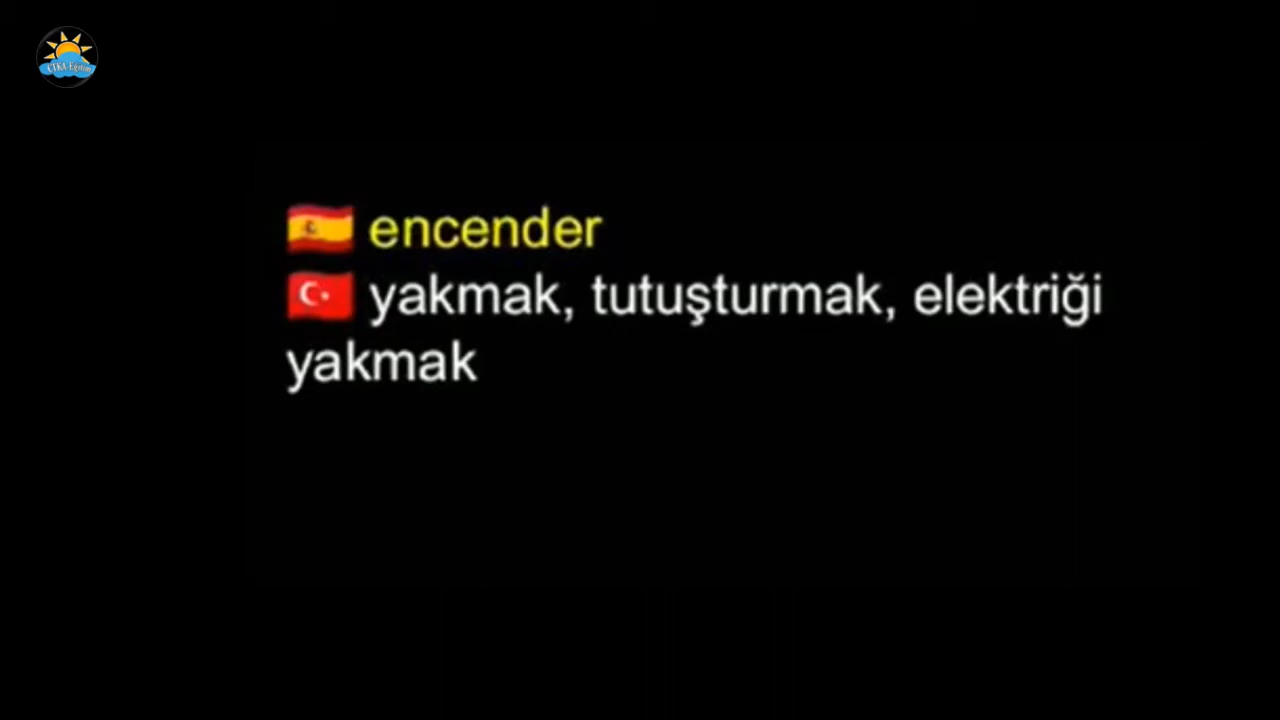 🇪🇸 encender
🇹🇷 yakmak, tutuşturmak, elektriği
yakmak